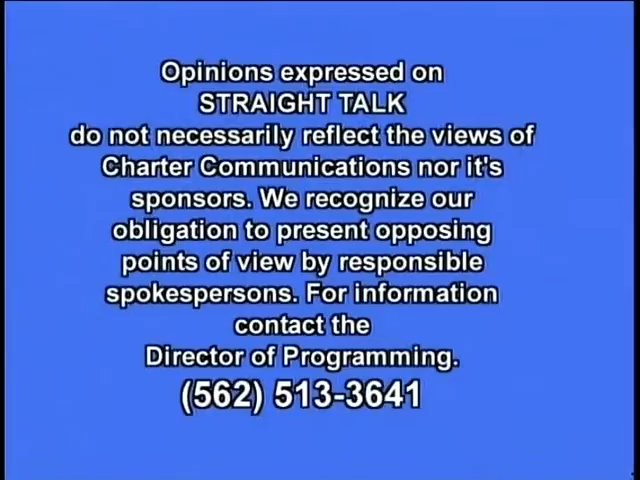 Opinions expressed on
STRAIGHT TALK
do not necessarily reflect the views of
Charter Communications nor it's
sponsors. We recognize our
obligation to present opposing
points of view by responsible
spokespersons. For information
contact the
Director of Programming.
(562) 513-3641